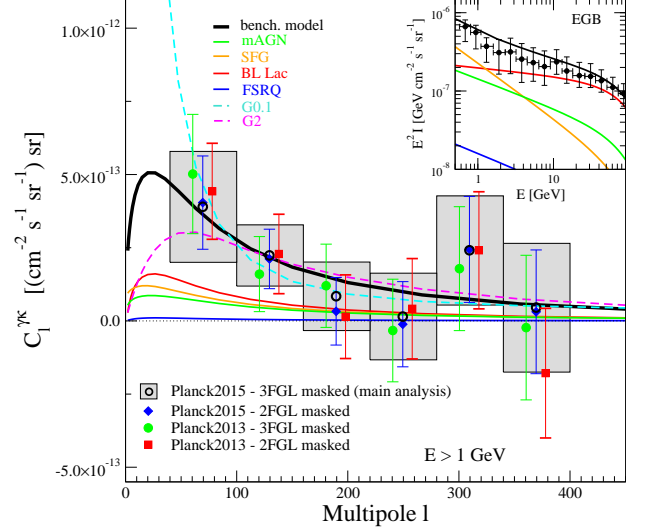 1.0×10⁻¹²
5.0×10⁻¹³
0.0
-5.0×10⁻¹³
C_l^γκ [(cm⁻² s⁻¹ sr⁻¹) sr]
bench. model
mAGN
SFG
BL Lac
FSRQ
G0.1
G2
EGB
10⁻⁶
10⁻⁷
10⁻⁸
E² I [GeV cm⁻² s⁻¹ sr⁻¹]
1 10
E [GeV]
Planck2015 - 3FGL masked (main analysis)
Planck2015 - 2FGL masked
Planck2013 - 3FGL masked
Planck2013 - 2FGL masked
E > 1 GeV
0 100 200 300 400
Multipole l